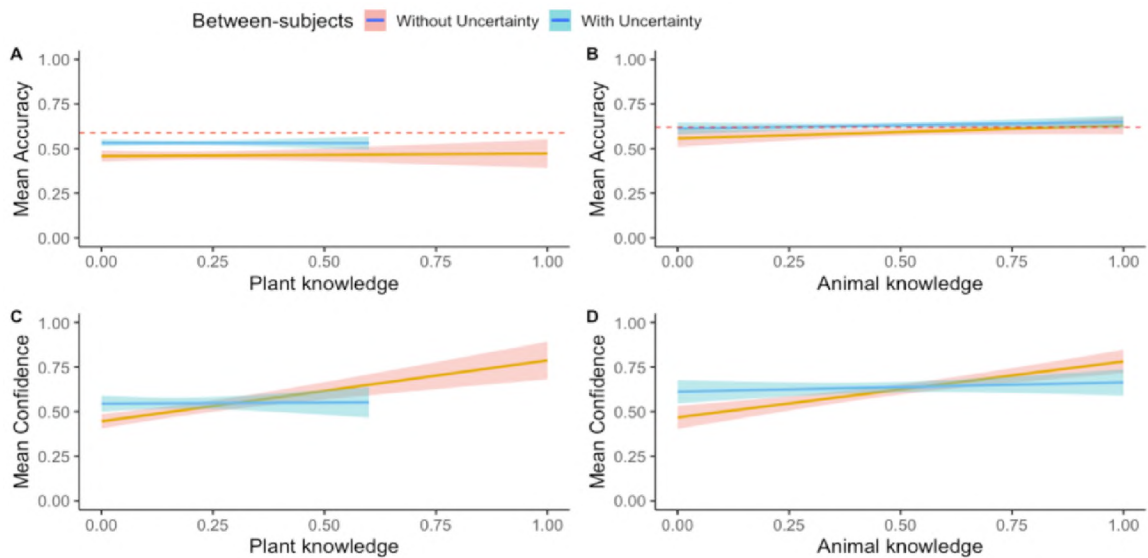 Between-subjects Without Uncertainty With Uncertainty
A
1.00
0.75
0.50
0.25
0.00
Mean Accuracy
0.00 0.25 0.50 0.75 1.00
Plant knowledge
B
1.00
0.75
0.50
0.25
0.00
Mean Accuracy
0.00 0.25 0.50 0.75 1.00
Animal knowledge
C
1.00
0.75
0.50
0.25
0.00
Mean Confidence
0.00 0.25 0.50 0.75 1.00
Plant knowledge
D
1.00
0.75
0.50
0.25
0.00
Mean Confidence
0.00 0.25 0.50 0.75 1.00
Animal knowledge